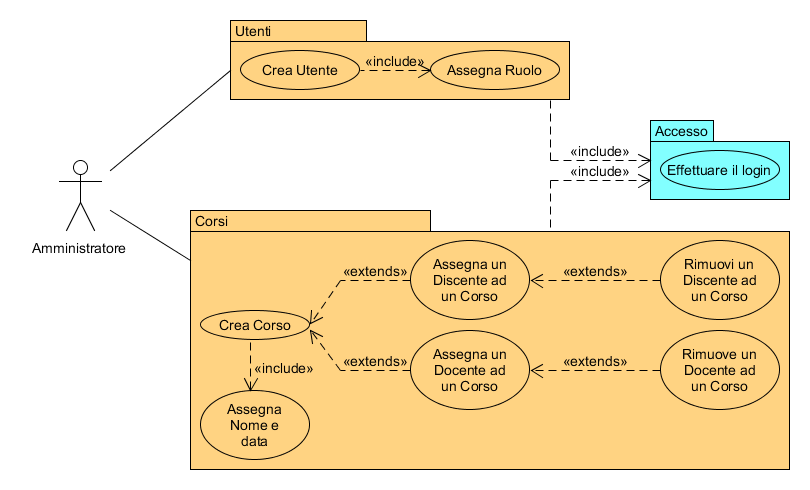 Utenti
Crea Utente
«include»
Assegna Ruolo
Accesso
«include»
«include»
Effettuare il login
Amministratore
Corsi
Assegna un
Discente ad
un Corso
«extends»
«extends»
Rimuovi un
Discente ad
un Corso
Crea Corso
«extends»
Assegna un
Docente ad
un Corso
«extends»
Rimuove un
Docente ad
un Corso
«include»
Assegna
Nome e
data